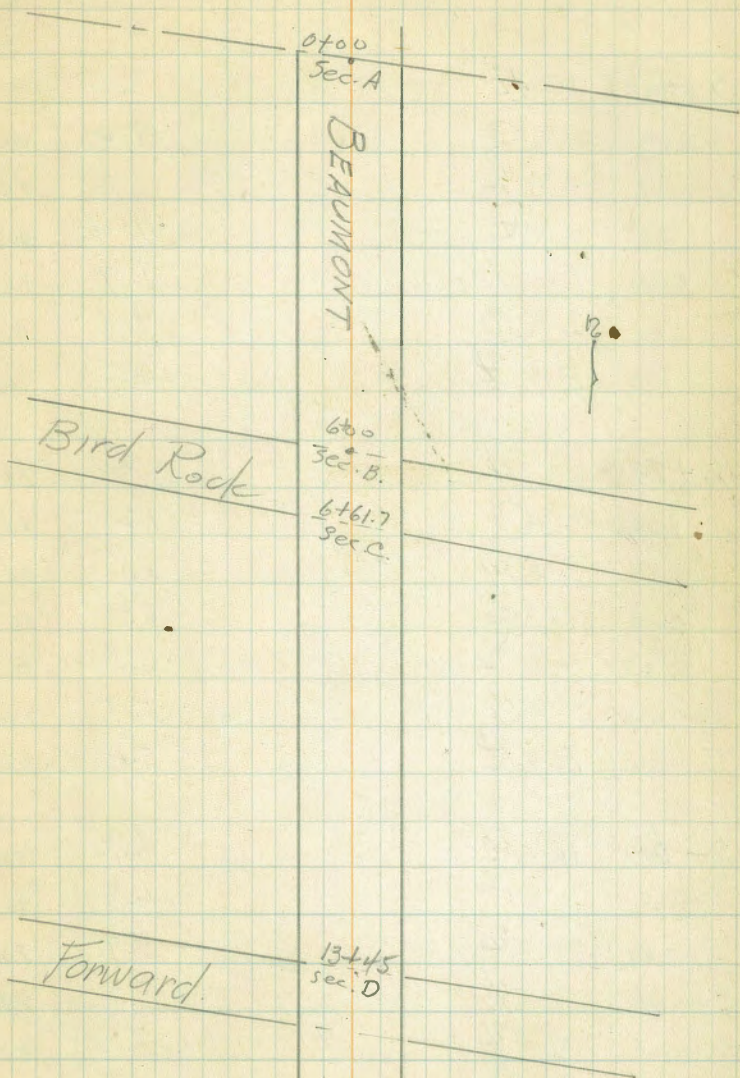 0+00
Sec. A
BEAUMONT
n
Bird Rock
6+00
Sec. B.
6+61.7
Sec. C.
Forward
13+45
sec. D